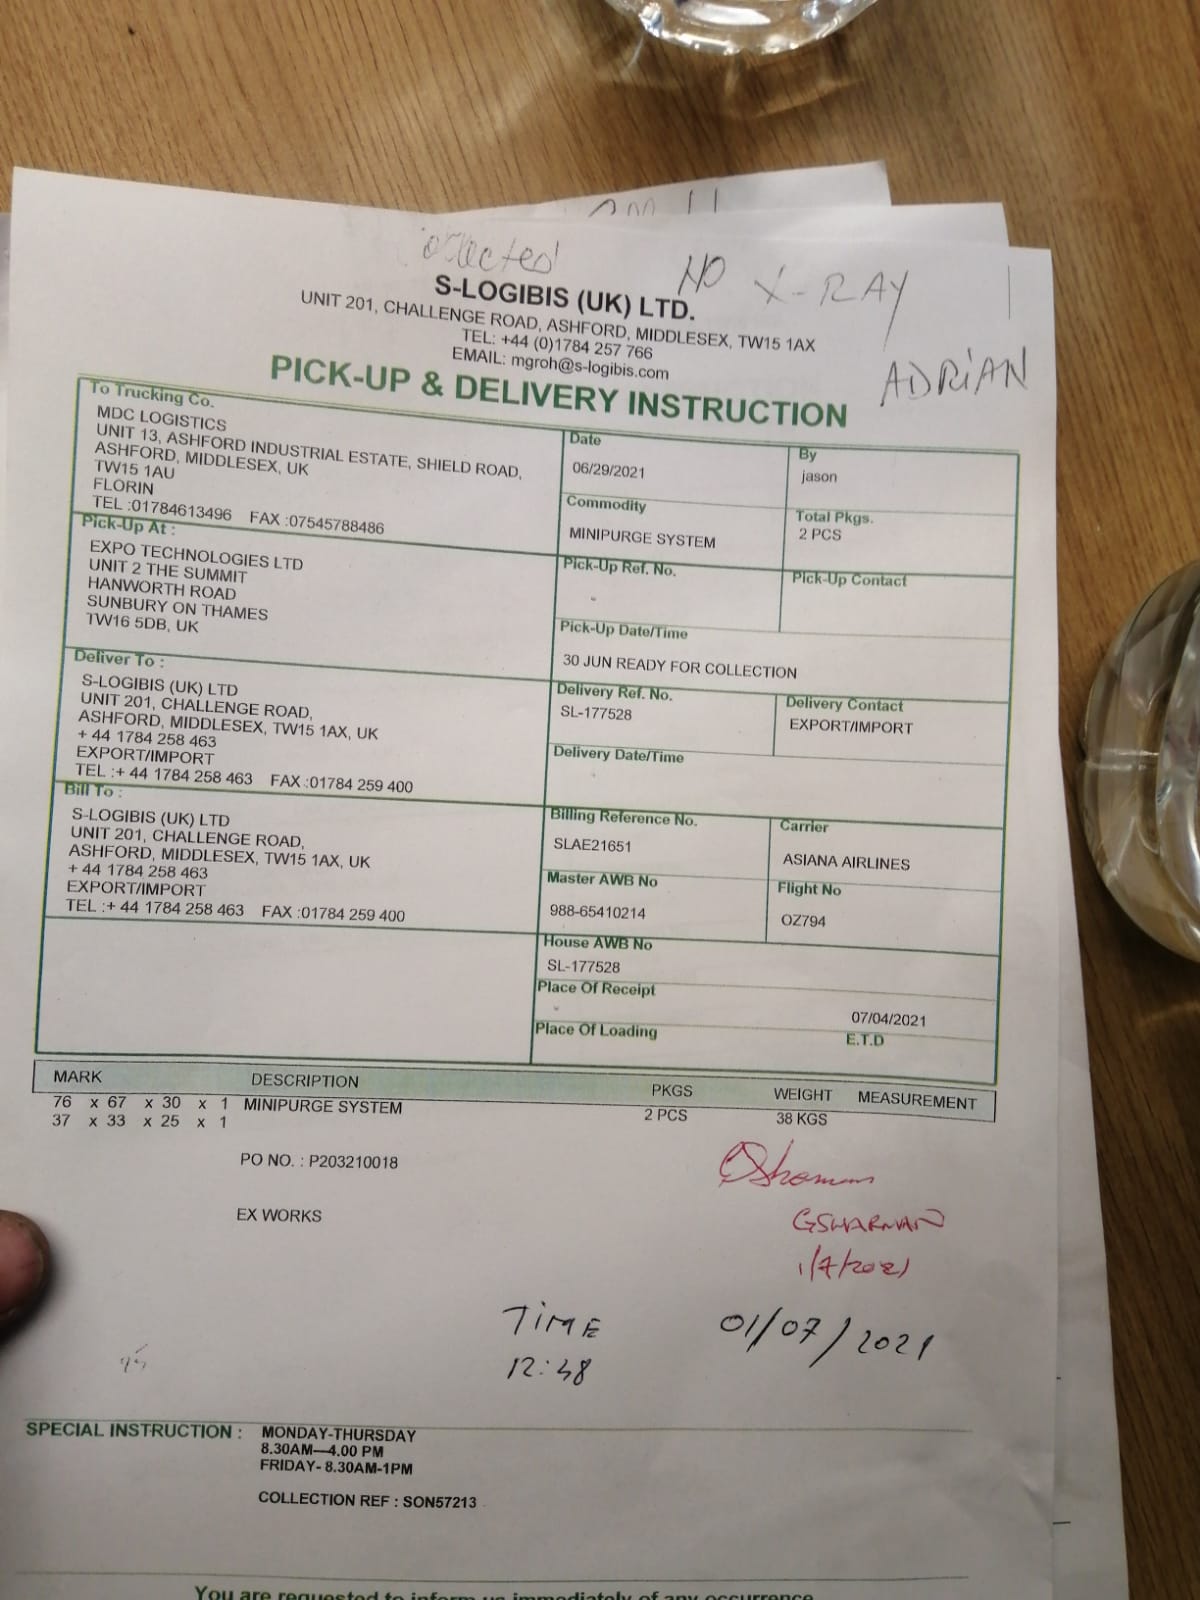 collected
NO X-RAY
ADRIAN
S-LOGIBIS (UK) LTD.
UNIT 201, CHALLENGE ROAD, ASHFORD, MIDDLESEX, TW15 1AX
TEL: +44 (0)1784 257 766
EMAIL: mgroh@s-logibis.com
PICK-UP & DELIVERY INSTRUCTION
To Trucking Co.
MDC LOGISTICS
UNIT 13, ASHFORD INDUSTRIAL ESTATE, SHIELD ROAD,
ASHFORD, MIDDLESEX, UK
TW15 1AU
FLORIN
TEL :01784613496 FAX :07545788486
Date
06/29/2021
By
jason
Commodity
MINIPURGE SYSTEM
Total Pkgs.
2 PCS
Pick-Up At :
EXPO TECHNOLOGIES LTD
UNIT 2 THE SUMMIT
HANWORTH ROAD
SUNBURY ON THAMES
TW16 5DB, UK
Pick-Up Ref. No.
Pick-Up Contact
Pick-Up Date/Time
30 JUN READY FOR COLLECTION
Deliver To :
S-LOGIBIS (UK) LTD
UNIT 201, CHALLENGE ROAD,
ASHFORD, MIDDLESEX, TW15 1AX, UK
+ 44 1784 258 463
EXPORT/IMPORT
TEL :+ 44 1784 258 463 FAX :01784 259 400
Delivery Ref. No.
SL-177528
Delivery Contact
EXPORT/IMPORT
Delivery Date/Time
Bill To :
S-LOGIBIS (UK) LTD
UNIT 201, CHALLENGE ROAD,
ASHFORD, MIDDLESEX, TW15 1AX, UK
+ 44 1784 258 463
EXPORT/IMPORT
TEL :+ 44 1784 258 463 FAX :01784 259 400
Billing Reference No.
SLAE21651
Carrier
ASIANA AIRLINES
Master AWB No
988-65410214
Flight No
OZ794
House AWB No
SL-177528
Place Of Receipt
07/04/2021
Place Of Loading
E.T.D
MARK DESCRIPTION PKGS WEIGHT MEASUREMENT
76 x 67 x 30 x 1 MINIPURGE SYSTEM 2 PCS 38 KGS
37 x 33 x 25 x 1
PO NO. : P203210018
EX WORKS
GSHARMAN
1/7/2021
TIME
12:48
01/07/2021
SPECIAL INSTRUCTION :
MONDAY-THURSDAY
8.30AM—4.00 PM
FRIDAY- 8.30AM-1PM
COLLECTION REF : SON57213
You are requested to inform us immediately of any occurrence